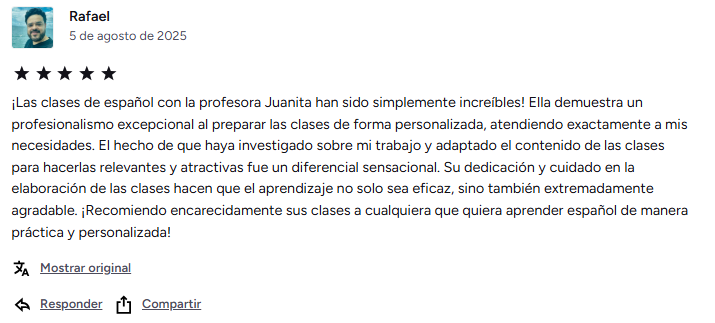 Rafael
5 de agosto de 2025
¡Las clases de español con la profesora Juanita han sido simplemente increíbles! Ella demuestra un
profesionalismo excepcional al preparar las clases de forma personalizada, atendiendo exactamente a mis
necesidades. El hecho de que haya investigado sobre mi trabajo y adaptado el contenido de las clases
para hacerlas relevantes y atractivas fue un diferencial sensacional. Su dedicación y cuidado en la
elaboración de las clases hacen que el aprendizaje no solo sea eficaz, sino también extremadamente
agradable. ¡Recomiendo encarecidamente sus clases a cualquiera que quiera aprender español de manera
práctica y personalizada!
Mostrar original
Responder Compartir